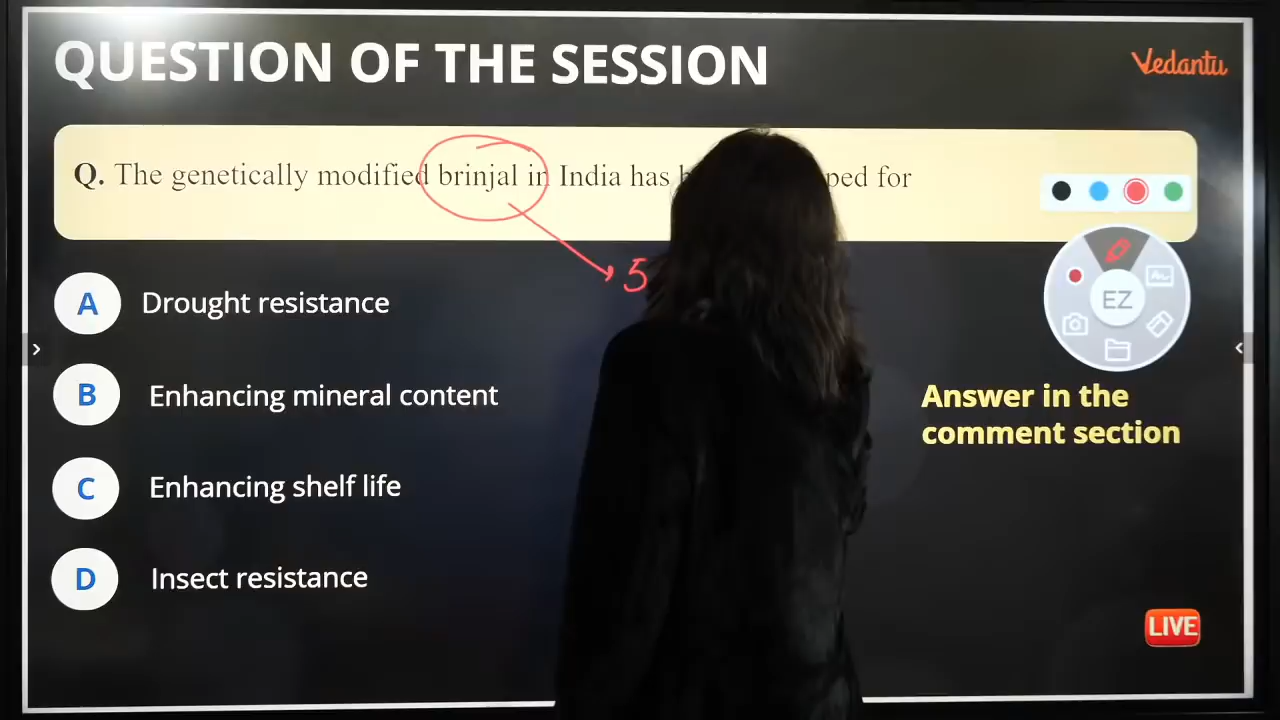 QUESTION OF THE SESSION
Vedantu
Q. The genetically modified brinjal in India has for
5
EZ
A Drought resistance
B Enhancing mineral content
C Enhancing shelf life
D Insect resistance
Answer in the
comment section
LIVE